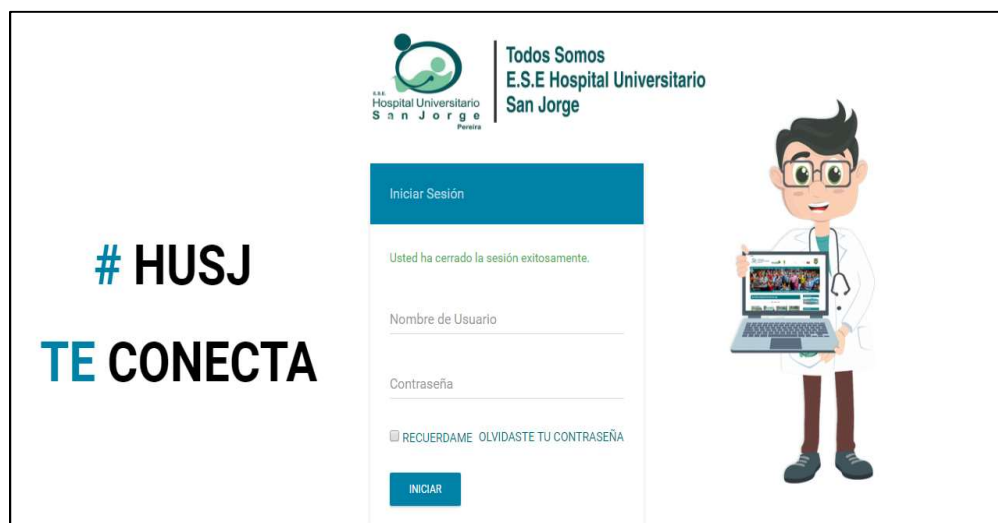 E.S.E.
Hospital Universitario
San Jorge
Pereira
Todos Somos
E.S.E Hospital Universitario
San Jorge
# HUSJ
TE CONECTA
Iniciar Sesión
Usted ha cerrado la sesión exitosamente.
Nombre de Usuario
Contraseña
RECUERDAME OLVIDASTE TU CONTRASEÑA
INICIAR